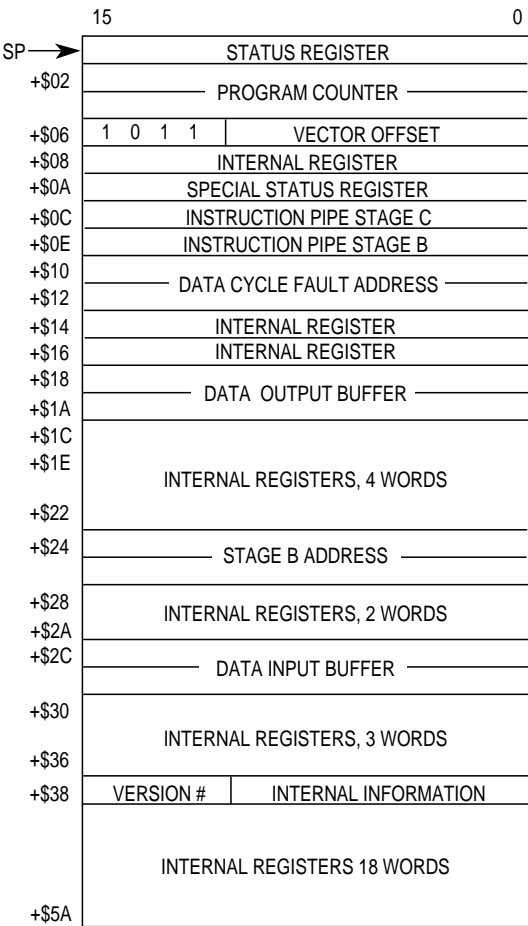 15 0
SP STATUS REGISTER
+$02 PROGRAM COUNTER
+$06 1 0 1 1 VECTOR OFFSET
+$08 INTERNAL REGISTER
+$0A SPECIAL STATUS REGISTER
+$0C INSTRUCTION PIPE STAGE C
+$0E INSTRUCTION PIPE STAGE B
+$10
DATA CYCLE FAULT ADDRESS
+$12
+$14 INTERNAL REGISTER
+$16 INTERNAL REGISTER
+$18
DATA OUTPUT BUFFER
+$1A
+$1C
+$1E
INTERNAL REGISTERS, 4 WORDS
+$22
+$24
STAGE B ADDRESS
+$28
INTERNAL REGISTERS, 2 WORDS
+$2A
+$2C
DATA INPUT BUFFER
+$30
INTERNAL REGISTERS, 3 WORDS
+$36
+$38 VERSION # INTERNAL INFORMATION
INTERNAL REGISTERS 18 WORDS
+$5A